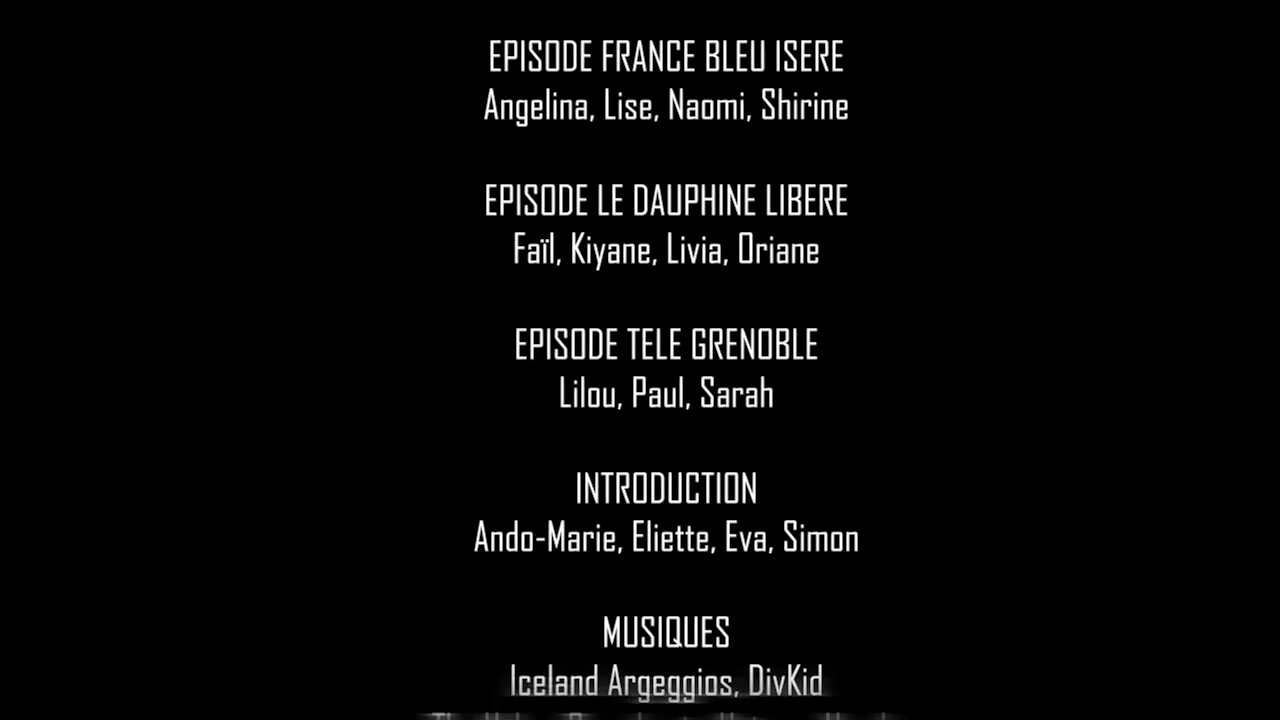 EPISODE FRANCE BLEU ISERE
Angelina, Lise, Naomi, Shirine
EPISODE LE DAUPHINE LIBERE
Faïl, Kiyane, Livia, Oriane
EPISODE TELE GRENOBLE
Lilou, Paul, Sarah
INTRODUCTION
Ando-Marie, Eliette, Eva, Simon
MUSIQUES
Iceland Argeggios, DivKid